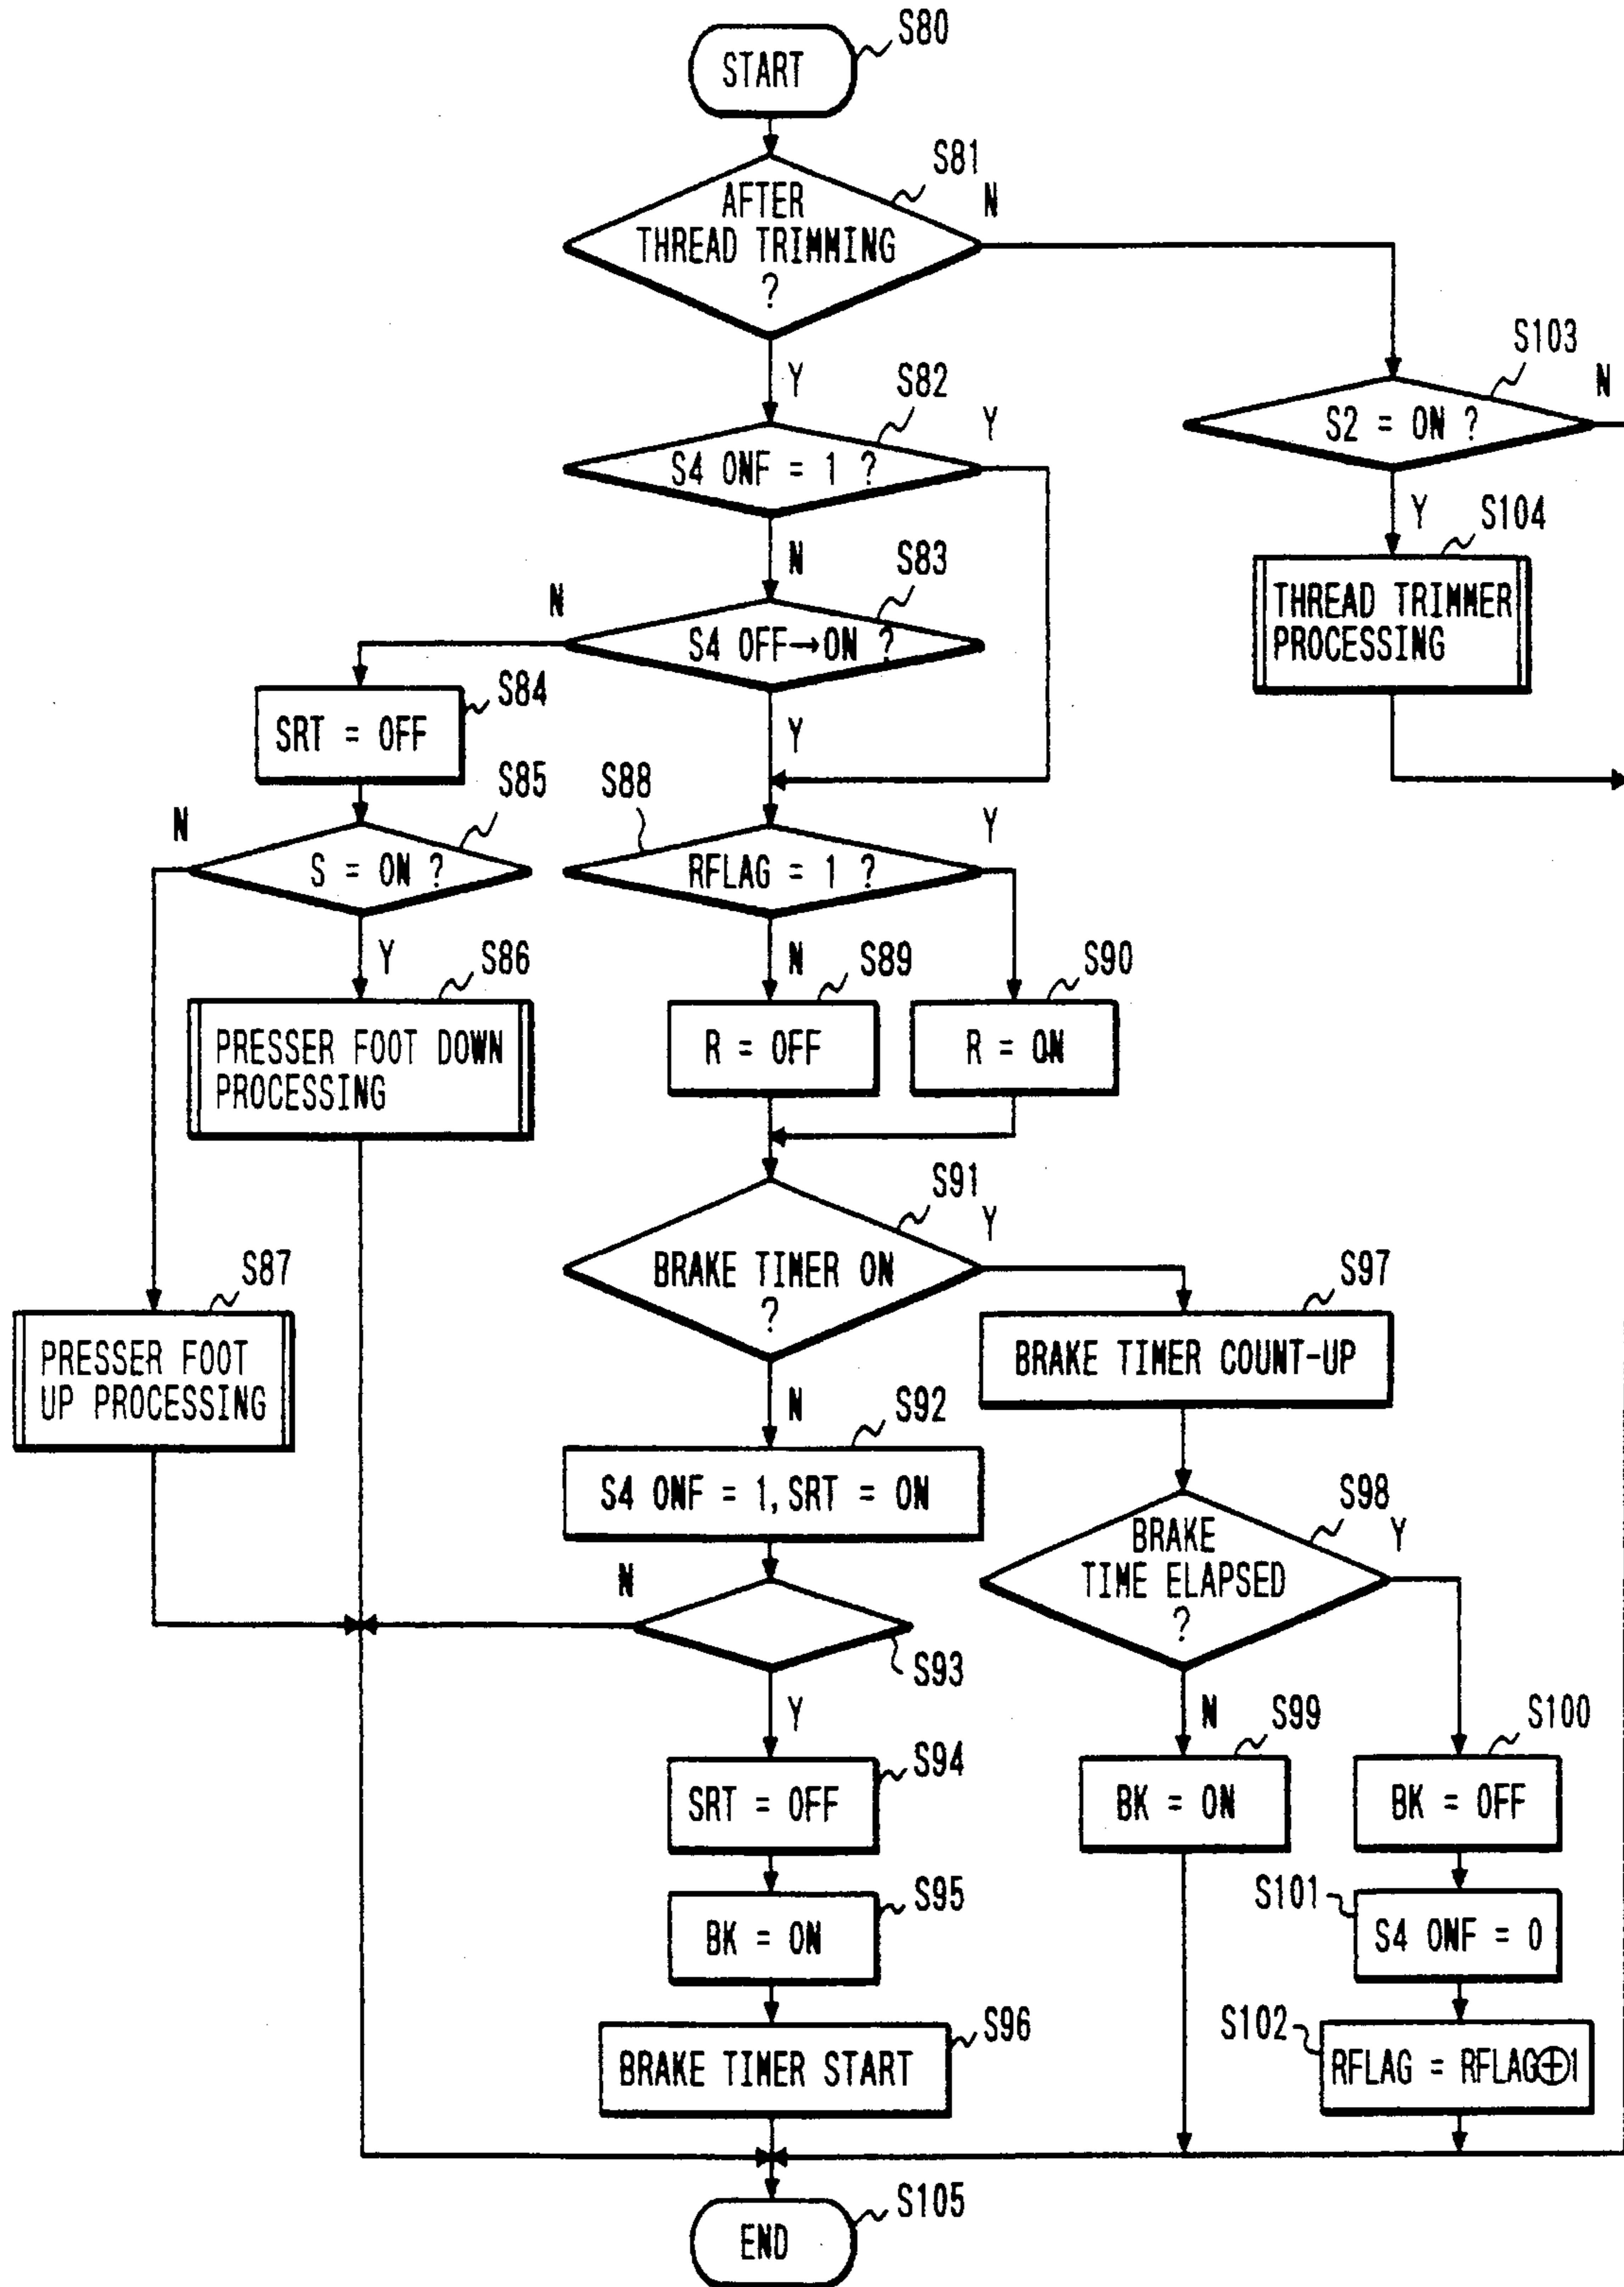 S80
START
S81
AFTER
THREAD TRIMMING
?
N
Y
S82
S4 ONF = 1 ?
Y
N
S103
S2 = ON ?
N
Y
S104
THREAD TRIMMER
PROCESSING
S83
S4 OFF→ON ?
N
Y
S84
SRT = OFF
S85
S = ON ?
N
Y
S86
PRESSER FOOT DOWN
PROCESSING
S87
PRESSER FOOT
UP PROCESSING
S88
RFLAG = 1 ?
Y
N
S89
R = OFF
S90
R = ON
S91
BRAKE TIMER ON
?
Y
N
S92
S4 ONF = 1, SRT = ON
N
S93
Y
S94
SRT = OFF
S95
BK = ON
S96
BRAKE TIMER START
S97
BRAKE TIMER COUNT-UP
S98
BRAKE
TIME ELAPSED
?
Y
N
S99
BK = ON
S100
BK = OFF
S101
S4 ONF = 0
S102
RFLAG = RFLAG⊕1
S105
END